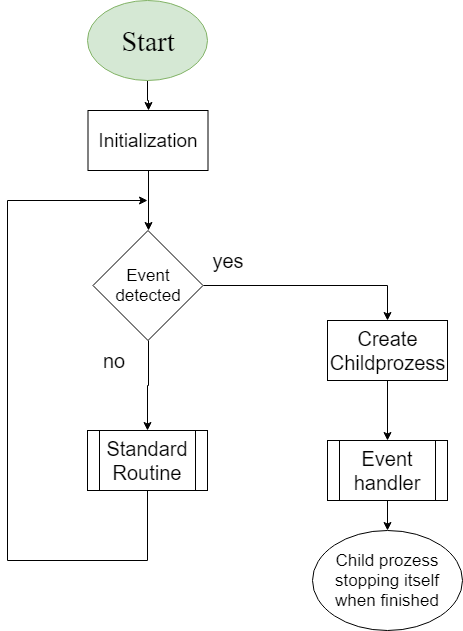 Start
Initialization
Event
detected
yes
no
Create
Childprozess
Standard
Routine
Event
handler
Child prozess
stopping itself
when finished